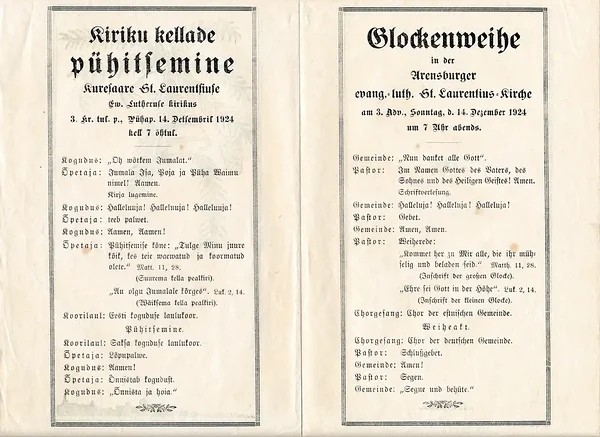 Kiriku kellade
pühitsemine
Kuresaare St. Laurentsiuse
Ew. Lutheruse kirikus
3. Kr. tul. p., Pühap. 14. Detsembril 1924
kell 7 õhtul.
Kogudus: „Oh wõtkem Jumalat."
Õpetaja: Jumala Isa, Poja ja Püha Waimu
nimel! Aamen.
Kirja lugemine.
Kogudus: Halleluuja! Halleluuja! Halleluuja!
Õpetaja: teeb palwet.
Kogudus: Aamen, Aamen!
Õpetaja: Pühitsemise kõne: „Tulge Minu juure
kõik, kes teie waewatud ja koormatud
olete." Matt. 11, 28.
(Suurema kella pealkiri)
„Au olgu Jumalale kõrges". Luk. 2, 14.
(Wäiksema kella pealkiri).
Koorilaul: Eesti koguduse laulukoor.
Pühitsemine.
Koorilaul: Saksa koguduse laulukoor.
Õpetaja: Lõpupalwe.
Kogudus: Aamen!
Õpetaja: Õnnistab kogudust.
Kogudus: „Õnnista ja hoia."
Glockenweihe
in der
Arensburger
evang.-luth. St. Laurentius-Kirche
am 3. Adv., Sonntag, d. 14. Dezember 1924
um 7 Uhr abends.
Gemeinde: „Nun danket alle Gott".
Pastor: Im Namen Gottes des Vaters, des
Sohnes und des Heiligen Geistes! Amen.
Schriftverlesung.
Gemeinde: Halleluja! Halleluja! Halleluja!
Pastor: Gebet.
Gemeinde: Amen, Amen.
Pastor: Weiherede:
„Kommet her zu Mir alle, die ihr müh-
selig und beladen seid." Matth. 11, 28.
(Inschrift der großen Glocke).
„Ehre sei Gott in der Höhe". Luk. 2, 14.
(Inschrift der kleinen Glocke).
Chorgesang: Chor der estnischen Gemeinde.
Weiheakt.
Chorgesang: Chor der deutschen Gemeinde.
Pastor: Schlußgebet.
Gemeinde: Amen!
Pastor: Segen.
Gemeinde: „Segne und behüte."